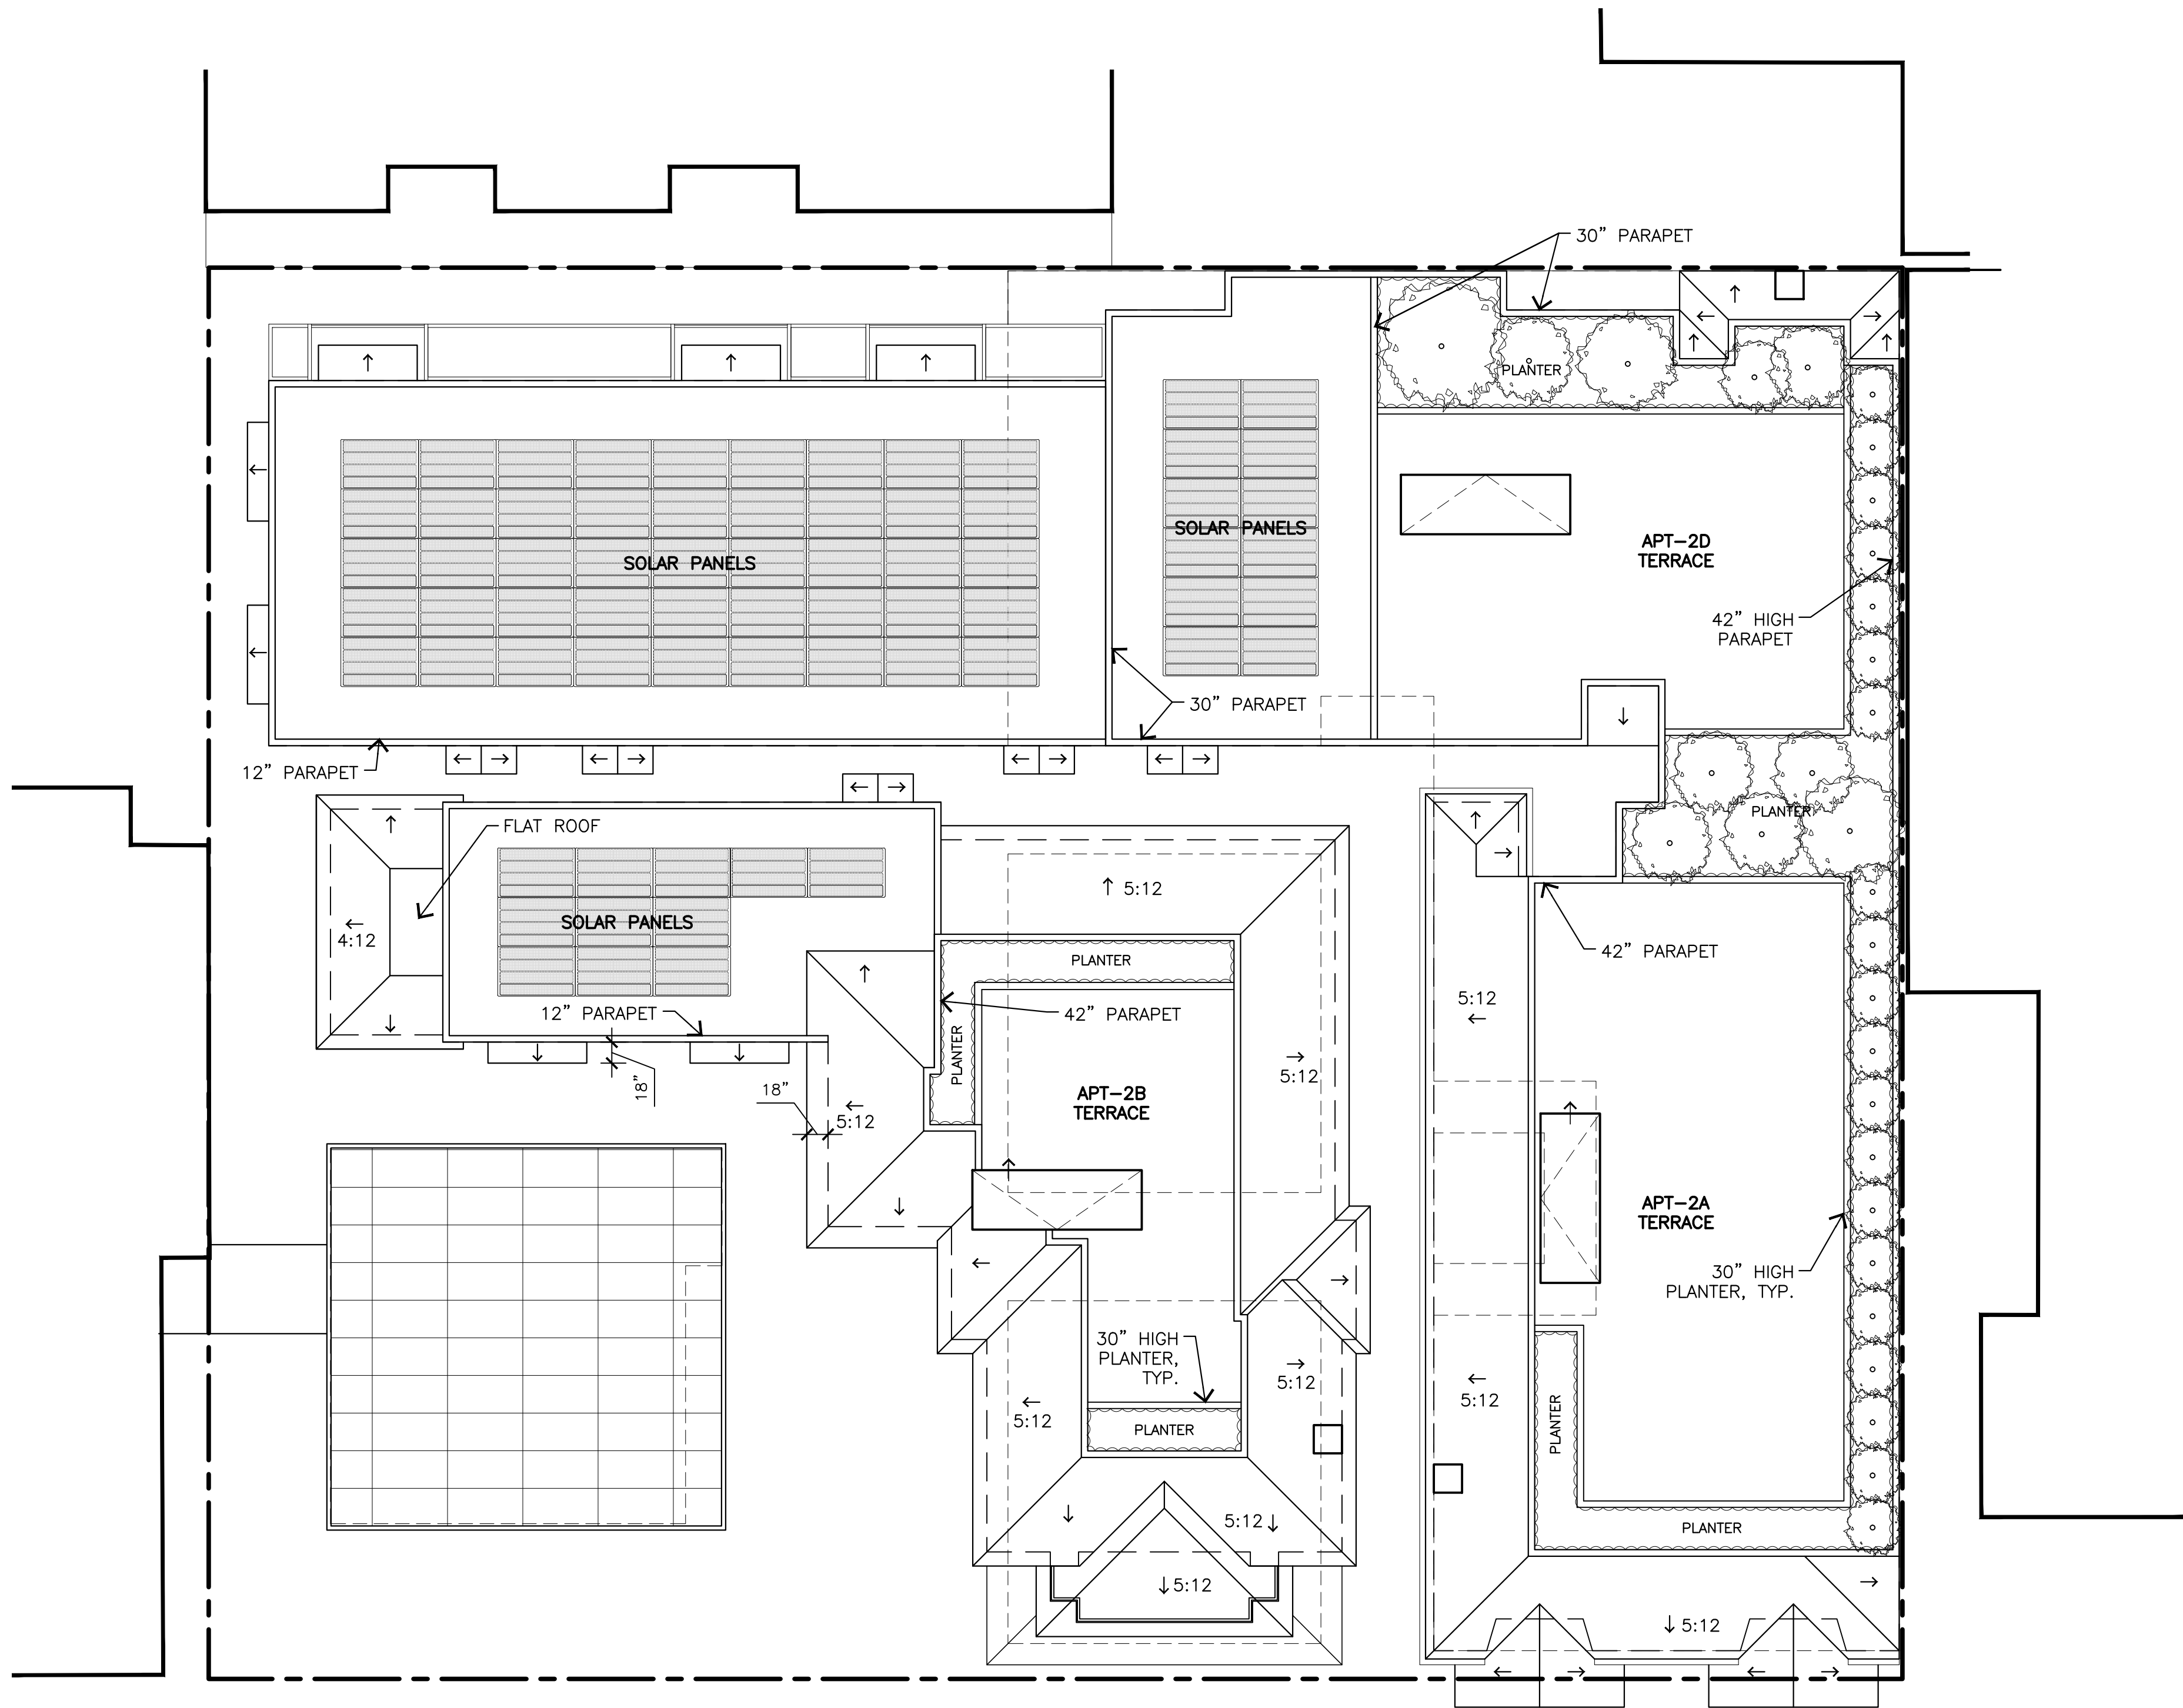 30” PARAPET
PLANTER
SOLAR PANELS
SOLAR PANELS
APT–2D
TERRACE
42” HIGH
PARAPET
30” PARAPET
12” PARAPET
FLAT ROOF
PLANTER
5:12
4:12
SOLAR PANELS
42” PARAPET
PLANTER
5:12
12” PARAPET
42” PARAPET
PLANTER
5:12
18”
18”
5:12
APT–2B
TERRACE
APT–2A
TERRACE
30” HIGH
PLANTER, TYP.
30” HIGH
PLANTER,
TYP.
5:12
5:12
5:12
PLANTER
PLANTER
5:12
PLANTER
5:12
5:12